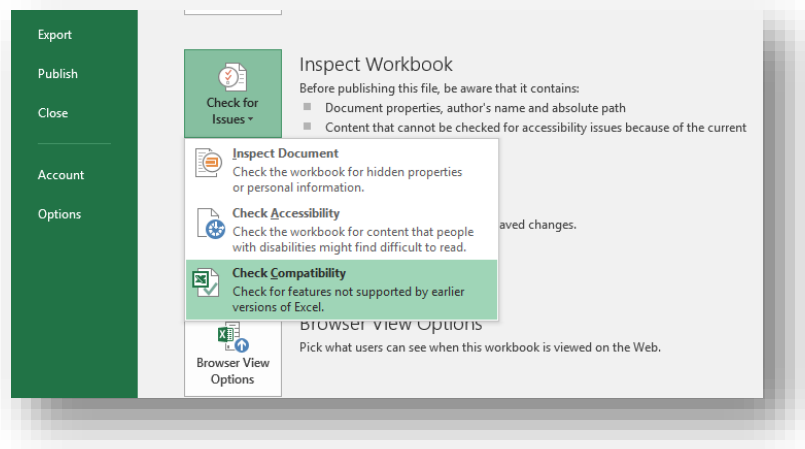 Export
Publish
Close
Account
Options
Check for
Issues
Inspect Workbook
Before publishing this file, be aware that it contains:
Document properties, author's name and absolute path
Content that cannot be checked for accessibility issues because of the current
Inspect Document
Check the workbook for hidden properties
or personal information.
Check Accessibility
Check the workbook for content that people
with disabilities might find difficult to read.
aved changes.
Check Compatibility
Check for features not supported by earlier
versions of Excel.
Browser View
Options
Browser View Options
Pick what users can see when this workbook is viewed on the Web.